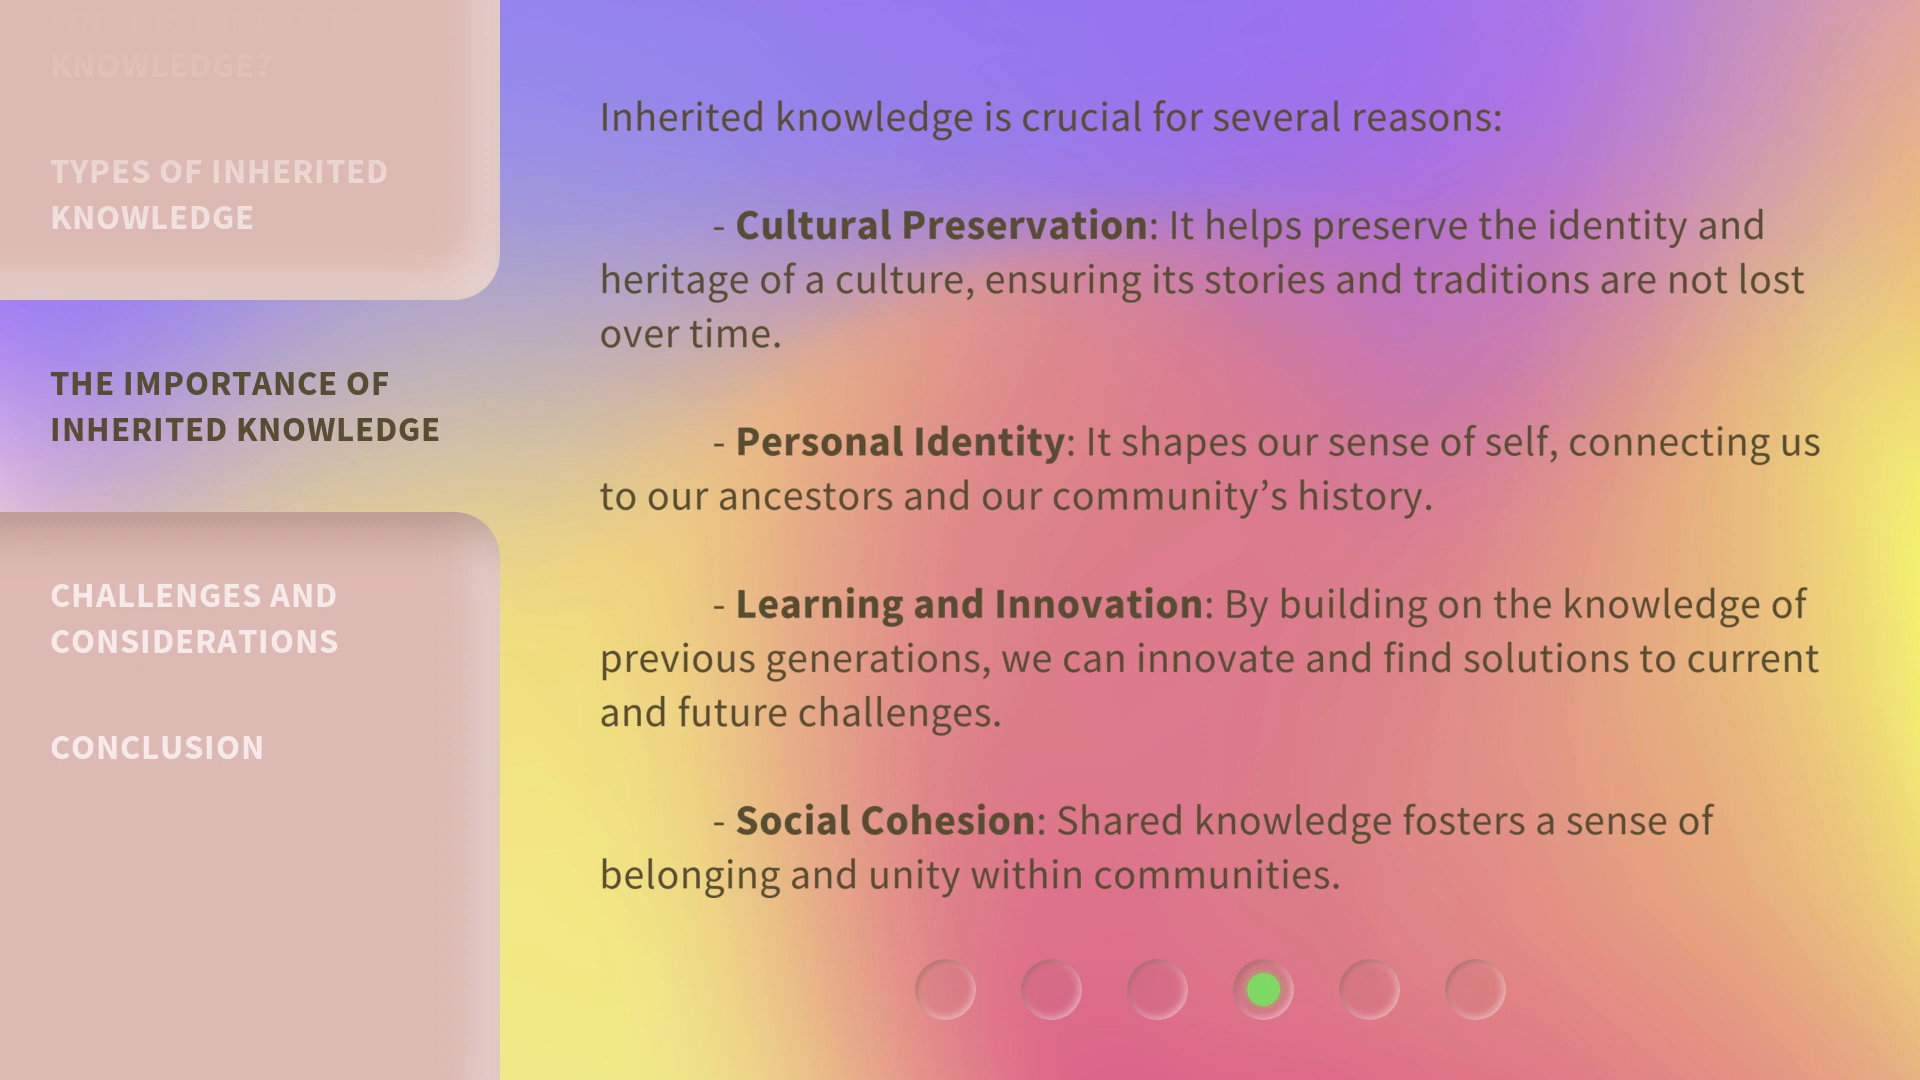 KNOWLEDGE?
TYPES OF INHERITED
KNOWLEDGE
THE IMPORTANCE OF
INHERITED KNOWLEDGE
CHALLENGES AND
CONSIDERATIONS
CONCLUSION
Inherited knowledge is crucial for several reasons:
- Cultural Preservation: It helps preserve the identity and
heritage of a culture, ensuring its stories and traditions are not lost
over time.
- Personal Identity: It shapes our sense of self, connecting us
to our ancestors and our community’s history.
- Learning and Innovation: By building on the knowledge of
previous generations, we can innovate and find solutions to current
and future challenges.
- Social Cohesion: Shared knowledge fosters a sense of
belonging and unity within communities.